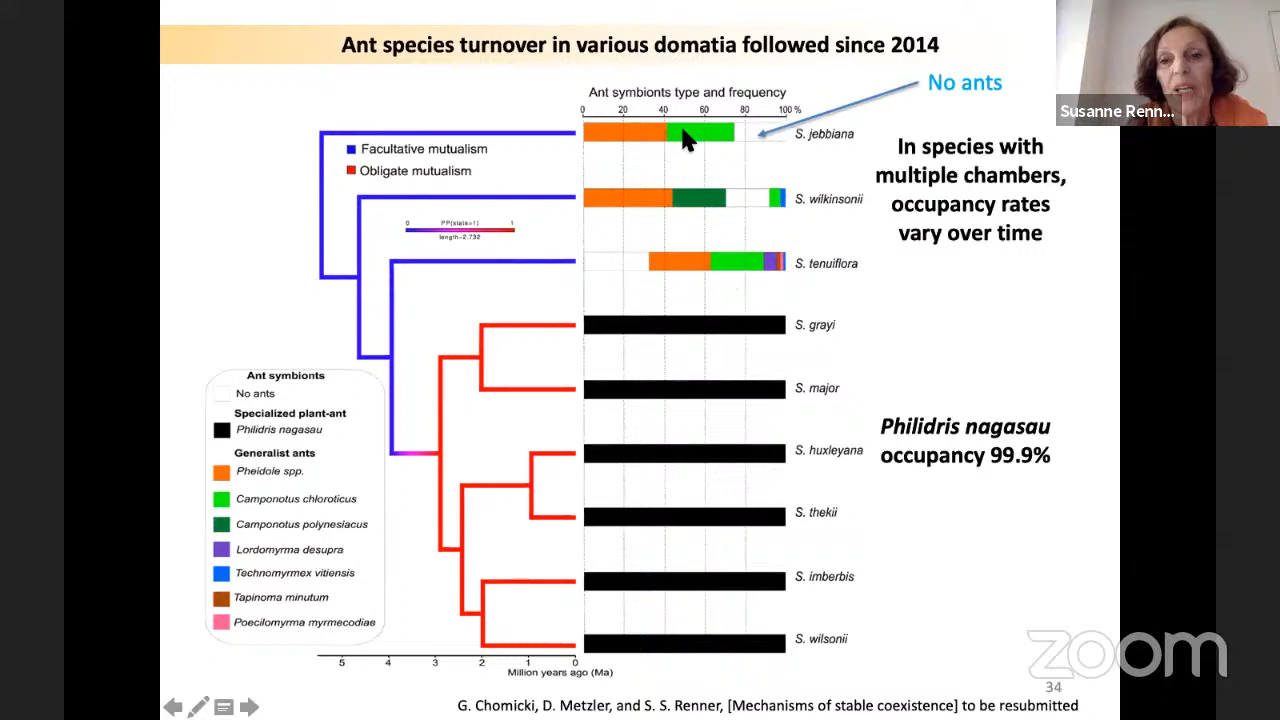 Ant species turnover in various domatia followed since 2014
Susanne Renn...
Ant symbionts type and frequency
No ants
0 20 40 60 80 100 %
S. jebbiana
Facultative mutualism
Obligate mutualism
In species with
multiple chambers,
occupancy rates
vary over time
S. wilkinsonii
0 PP(state=1) 1
length=2.732
S. tenuiflora
S. grayi
S. major
S. huxleyana
S. thekii
S. imberbis
S. wilsonii
Philidris nagasau
occupancy 99.9%
Ant symbionts
No ants
Specialized plant-ant
Philidris nagasau
Generalist ants
Pheidole spp.
Camponotus chloroticus
Camponotus polynesiacus
Lordomyrma desupra
Technomyrmex vitiensis
Tapinoma minutum
Poecilomyrma myrmecodiae
5 4 3 2 1 0
Million years ago (Ma)
zoom
34
G. Chomicki, D. Metzler, and S. S. Renner, [Mechanisms of stable coexistence] to be resubmitted